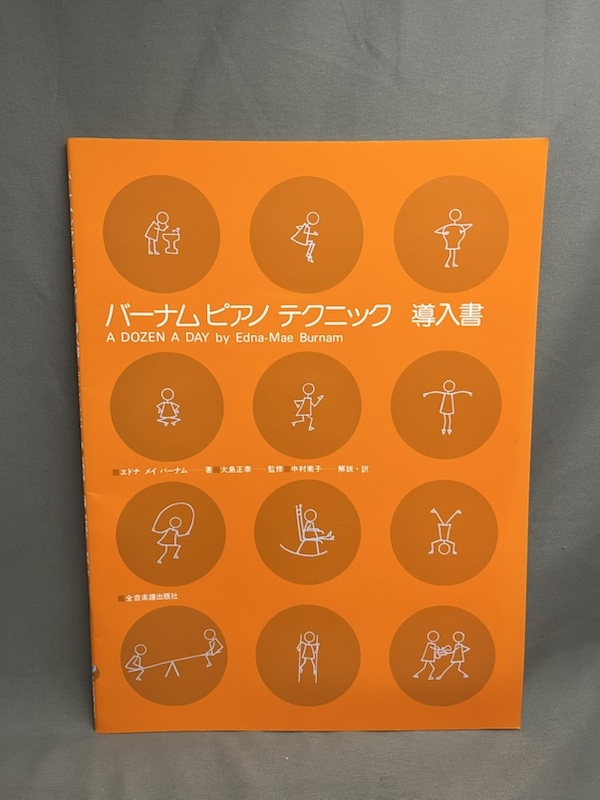 バーナム ピアノ テクニック 導入書
A DOZEN A DAY by Edna-Mae Burnam
■エドナ メイ バーナム──著 ■大島正泰──監修 ■中村菊子──解説・訳
■全音楽譜出版社